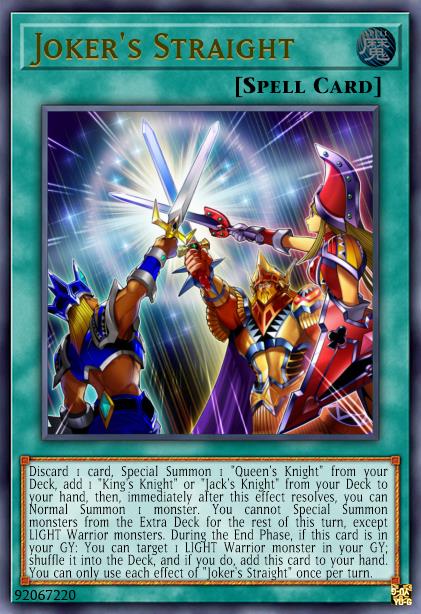 Joker's Straight
[Spell Card]
Discard 1 card, Special Summon 1 "Queen's Knight" from your
Deck, add 1 "King's Knight" or "Jack's Knight" from your Deck to
your hand, then, immediately after this effect resolves, you can
Normal Summon 1 monster. You cannot Special Summon
monsters from the Extra Deck for the rest of this turn, except
LIGHT Warrior monsters. During the End Phase, if this card is in
your GY: You can target 1 LIGHT Warrior monster in your GY;
shuffle it into the Deck, and if you do, add this card to your hand.
You can only use each effect of "Joker's Straight" once per turn.
92067220